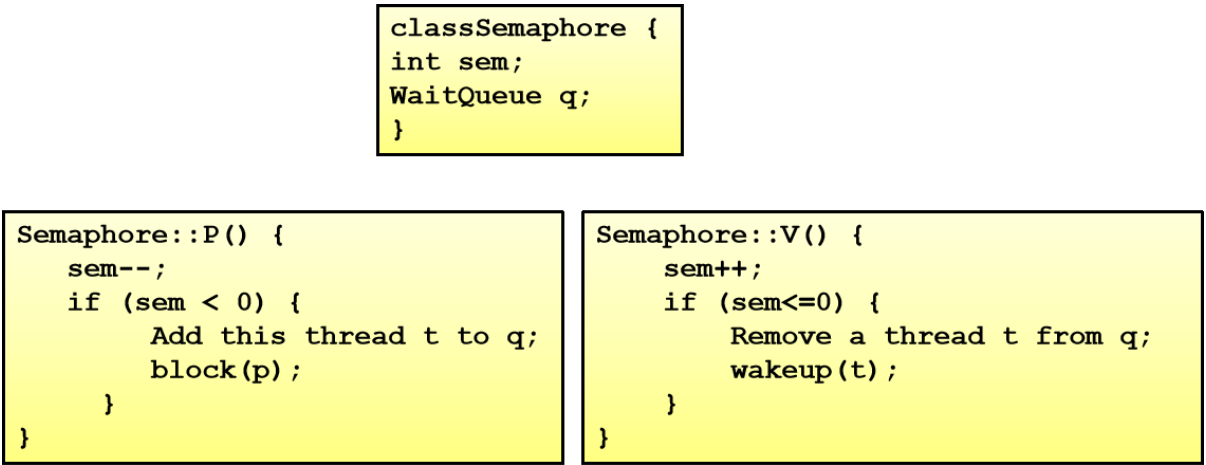 classSemaphore {
int sem;
WaitQueue q;
}
Semaphore::P() {
sem--;
if (sem < 0) {
Add this thread t to q;
block(p);
}
}
Semaphore::V() {
sem++;
if (sem<=0) {
Remove a thread t from q;
wakeup(t);
}
}